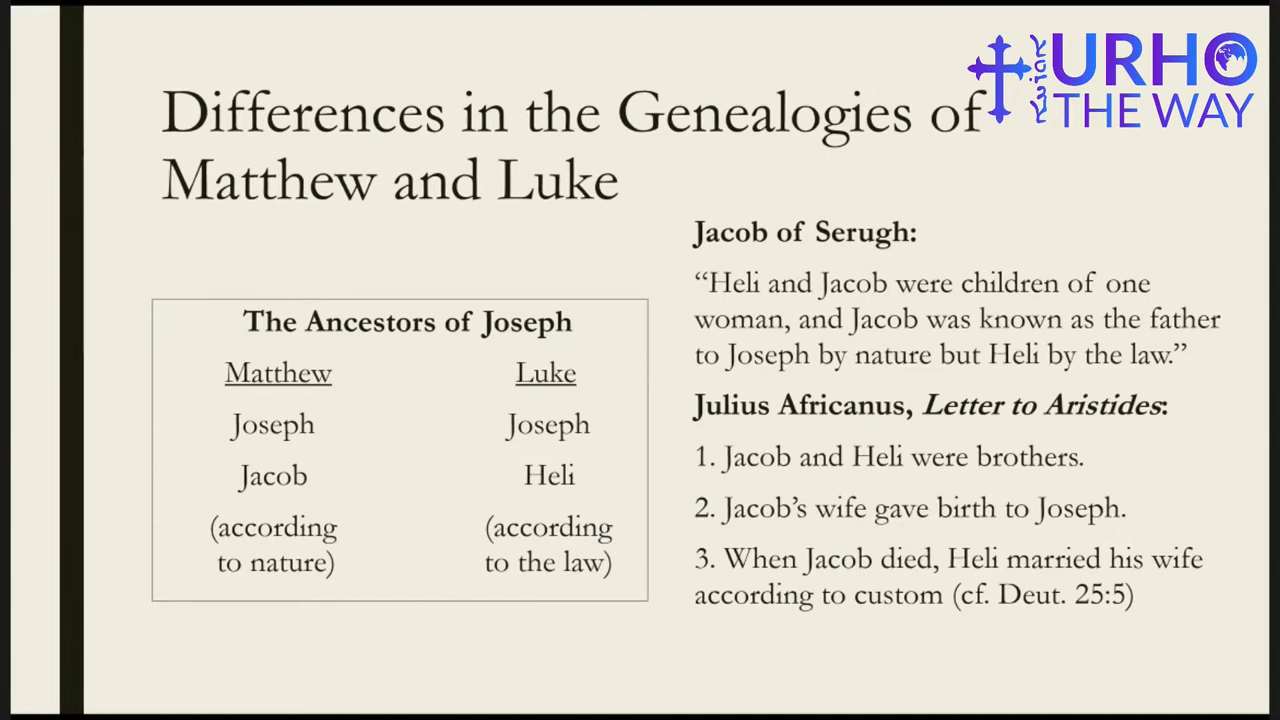 URHO
THE WAY
Differences in the Genealogies of
Matthew and Luke
The Ancestors of Joseph
Matthew Luke
Joseph Joseph
Jacob Heli
(according (according
to nature) to the law)
Jacob of Serugh:
“Heli and Jacob were children of one
woman, and Jacob was known as the father
to Joseph by nature but Heli by the law.”
Julius Africanus, Letter to Aristides:
1. Jacob and Heli were brothers.
2. Jacob’s wife gave birth to Joseph.
3. When Jacob died, Heli married his wife
according to custom (cf. Deut. 25:5)